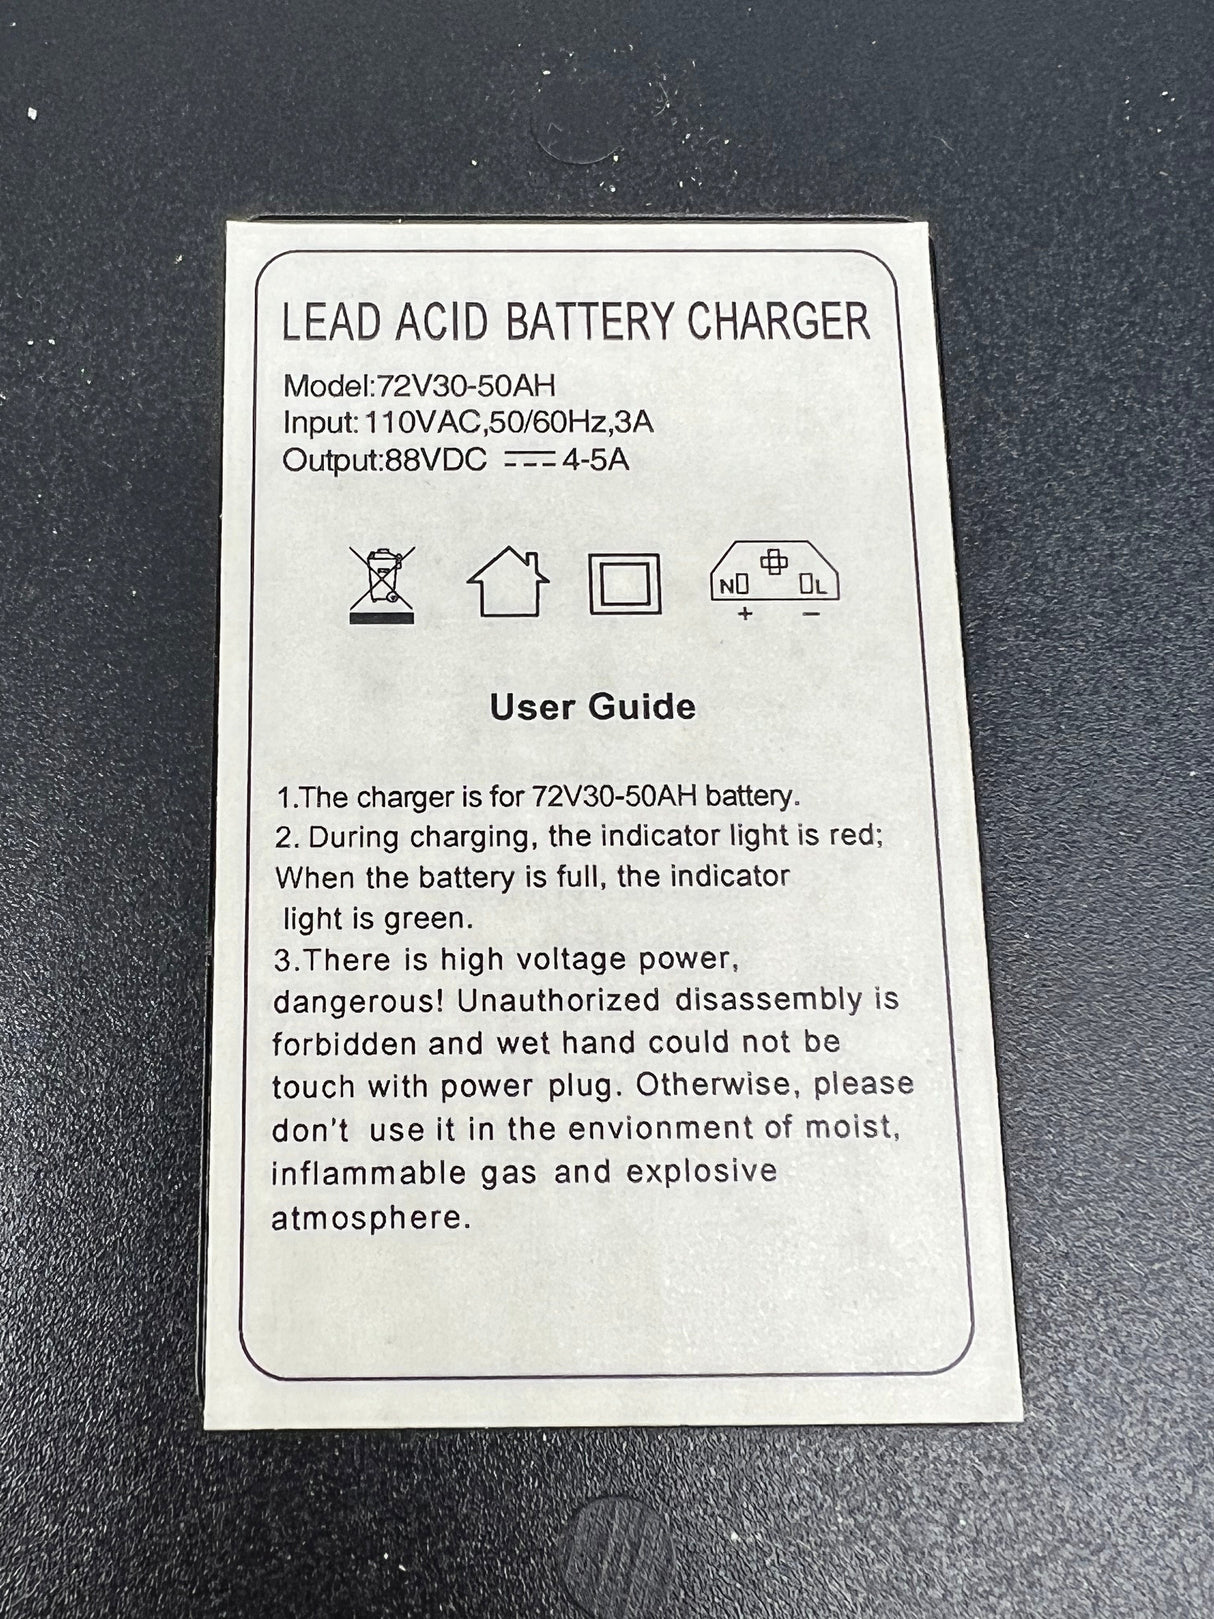 LEAD ACID BATTERY CHARGER
Model:72V30-50AH
Input:110VAC,50/60Hz,3A
Output:88VDC ⎓ 4-5A
N L
+ −
User Guide
1.The charger is for 72V30-50AH battery.
2. During charging, the indicator light is red;
When the battery is full, the indicator
light is green.
3.There is high voltage power,
dangerous! Unauthorized disassembly is
forbidden and wet hand could not be
touch with power plug. Otherwise, please
don't use it in the envionment of moist,
inflammable gas and explosive
atmosphere.